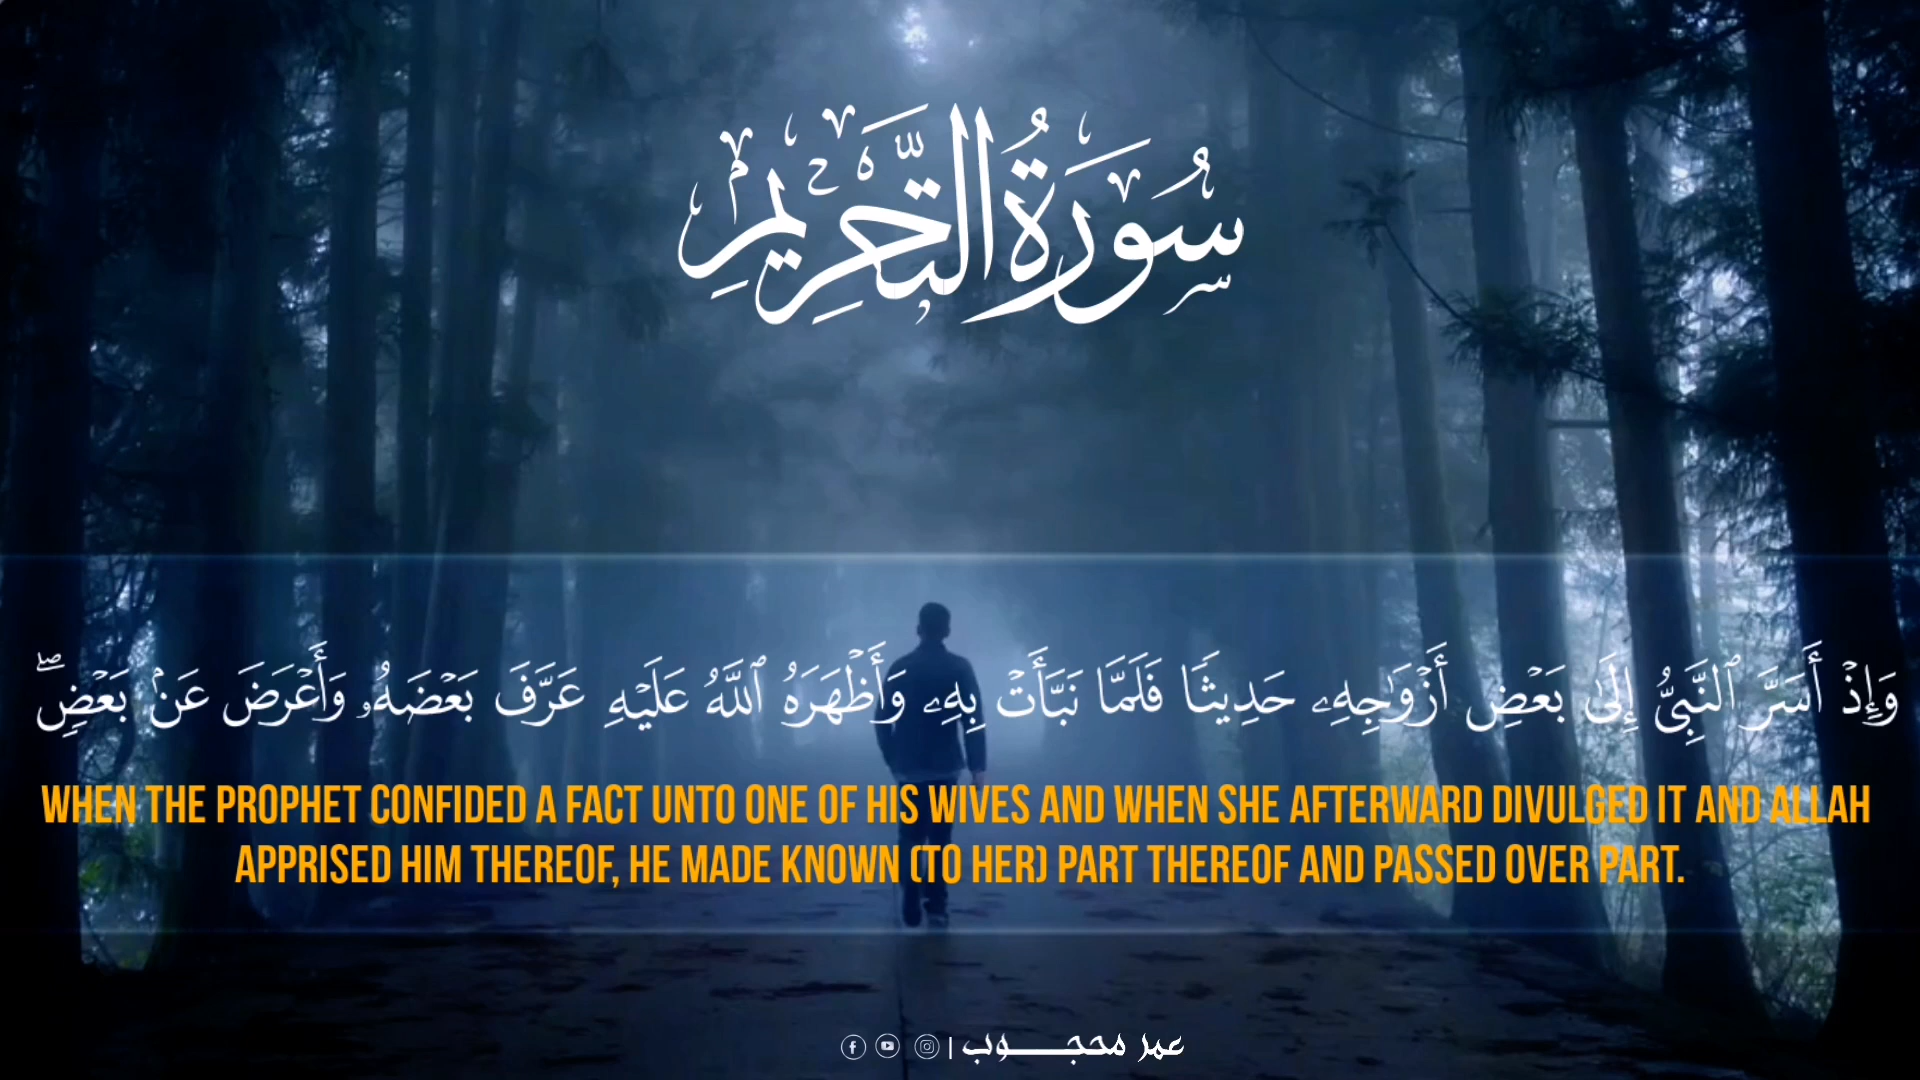 سُورَةُ التَّحْرِيمِ
وَإِذْ أَسَرَّ ٱلنَّبِىُّ إِلَىٰ بَعْضِ أَزْوَٰجِهِۦ حَدِيثًا فَلَمَّا نَبَّأَتْ بِهِۦ وَأَظْهَرَهُ ٱللَّهُ عَلَيْهِ عَرَّفَ بَعْضَهُۥ وَأَعْرَضَ عَنۢ بَعْضٍۢ ۖ
WHEN THE PROPHET CONFIDED A FACT UNTO ONE OF HIS WIVES AND WHEN SHE AFTERWARD DIVULGED IT AND ALLAH
APPRISED HIM THEREOF, HE MADE KNOWN (TO HER) PART THEREOF AND PASSED OVER PART.
| عمر محجـــــوب